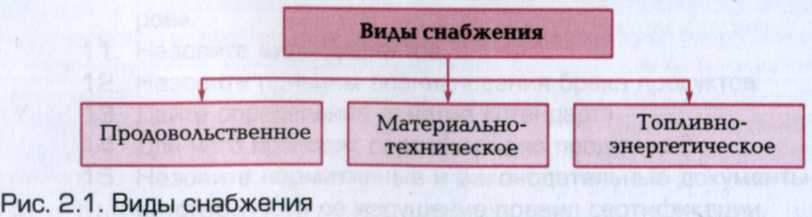 Виды снабжения
Продовольственное
Материально-
техническое
Топливно-
энергетическое
Рис. 2.1. Виды снабжения